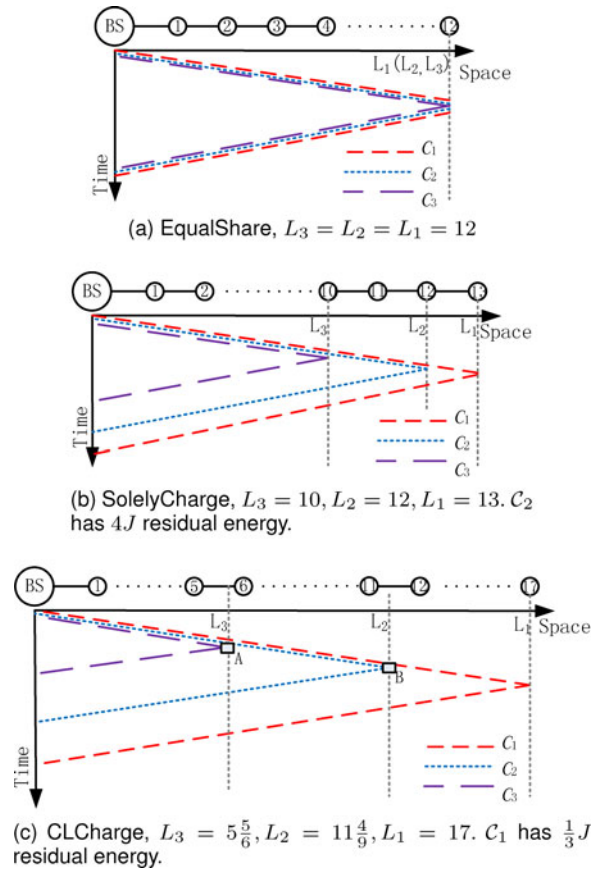 BS 1 2 3 4 12
L₁(L₂,L₃) Space
Time
C₁
C₂
C₃
(a) EqualShare, L₃ = L₂ = L₁ = 12
BS 1 2 10 11 12 13
L₃ L₂ L₁ Space
Time
C₁
C₂
C₃
(b) SolelyCharge, L₃ = 10, L₂ = 12, L₁ = 13. C₂
has 4J residual energy.
BS 1 5 6 11 12 17
L₃ L₂ L₁ Space
A
B
Time
C₁
C₂
C₃
(c) CLCharge, L₃ = 5 5/6, L₂ = 11 4/9, L₁ = 17. C₁ has 1/3 J
residual energy.